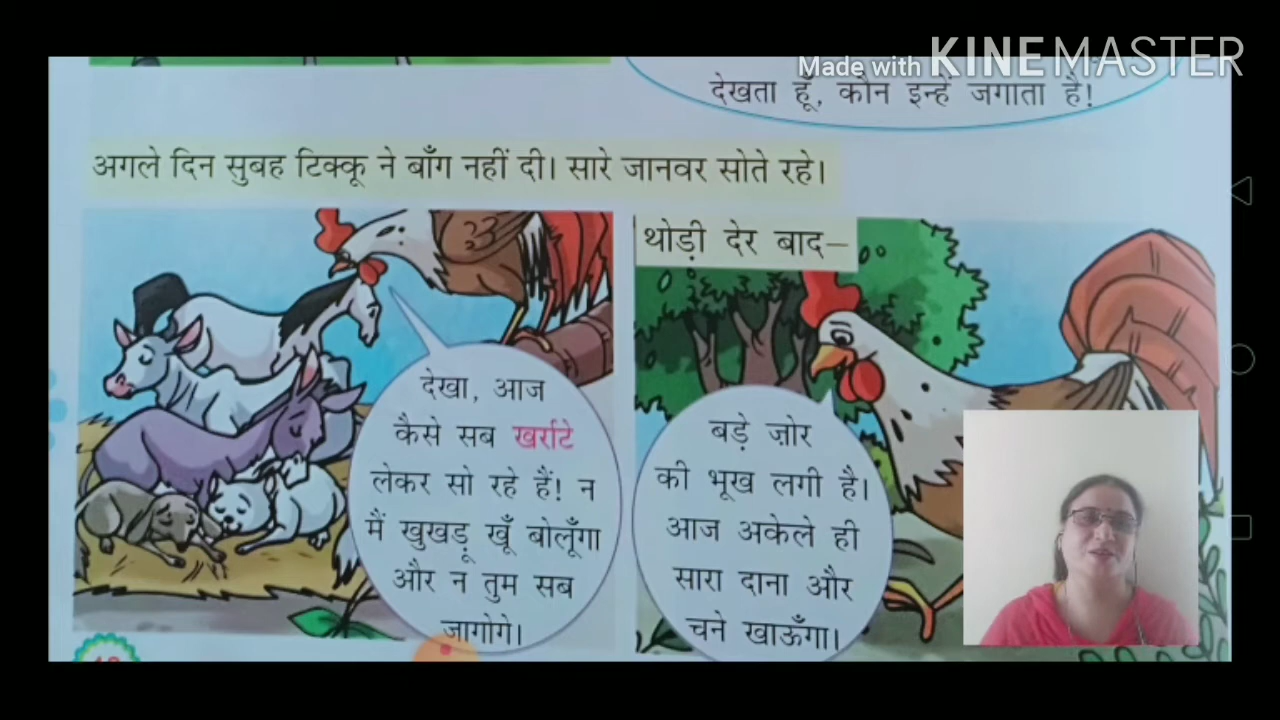 Made with KINEMASTER
देखता हूँ, कौन इन्हें जगाता है!
अगले दिन सुबह टिक्कू ने बाँग नहीं दी। सारे जानवर सोते रहे।
देखा, आज
कैसे सब खर्राटे
लेकर सो रहे हैं! न
मैं खुखड़ू खूँ बोलूँगा
और न तुम सब
जागोगे।
थोड़ी देर बाद–
बड़े ज़ोर
की भूख लगी है।
आज अकेले ही
सारा दाना और
चने खाऊँगा।